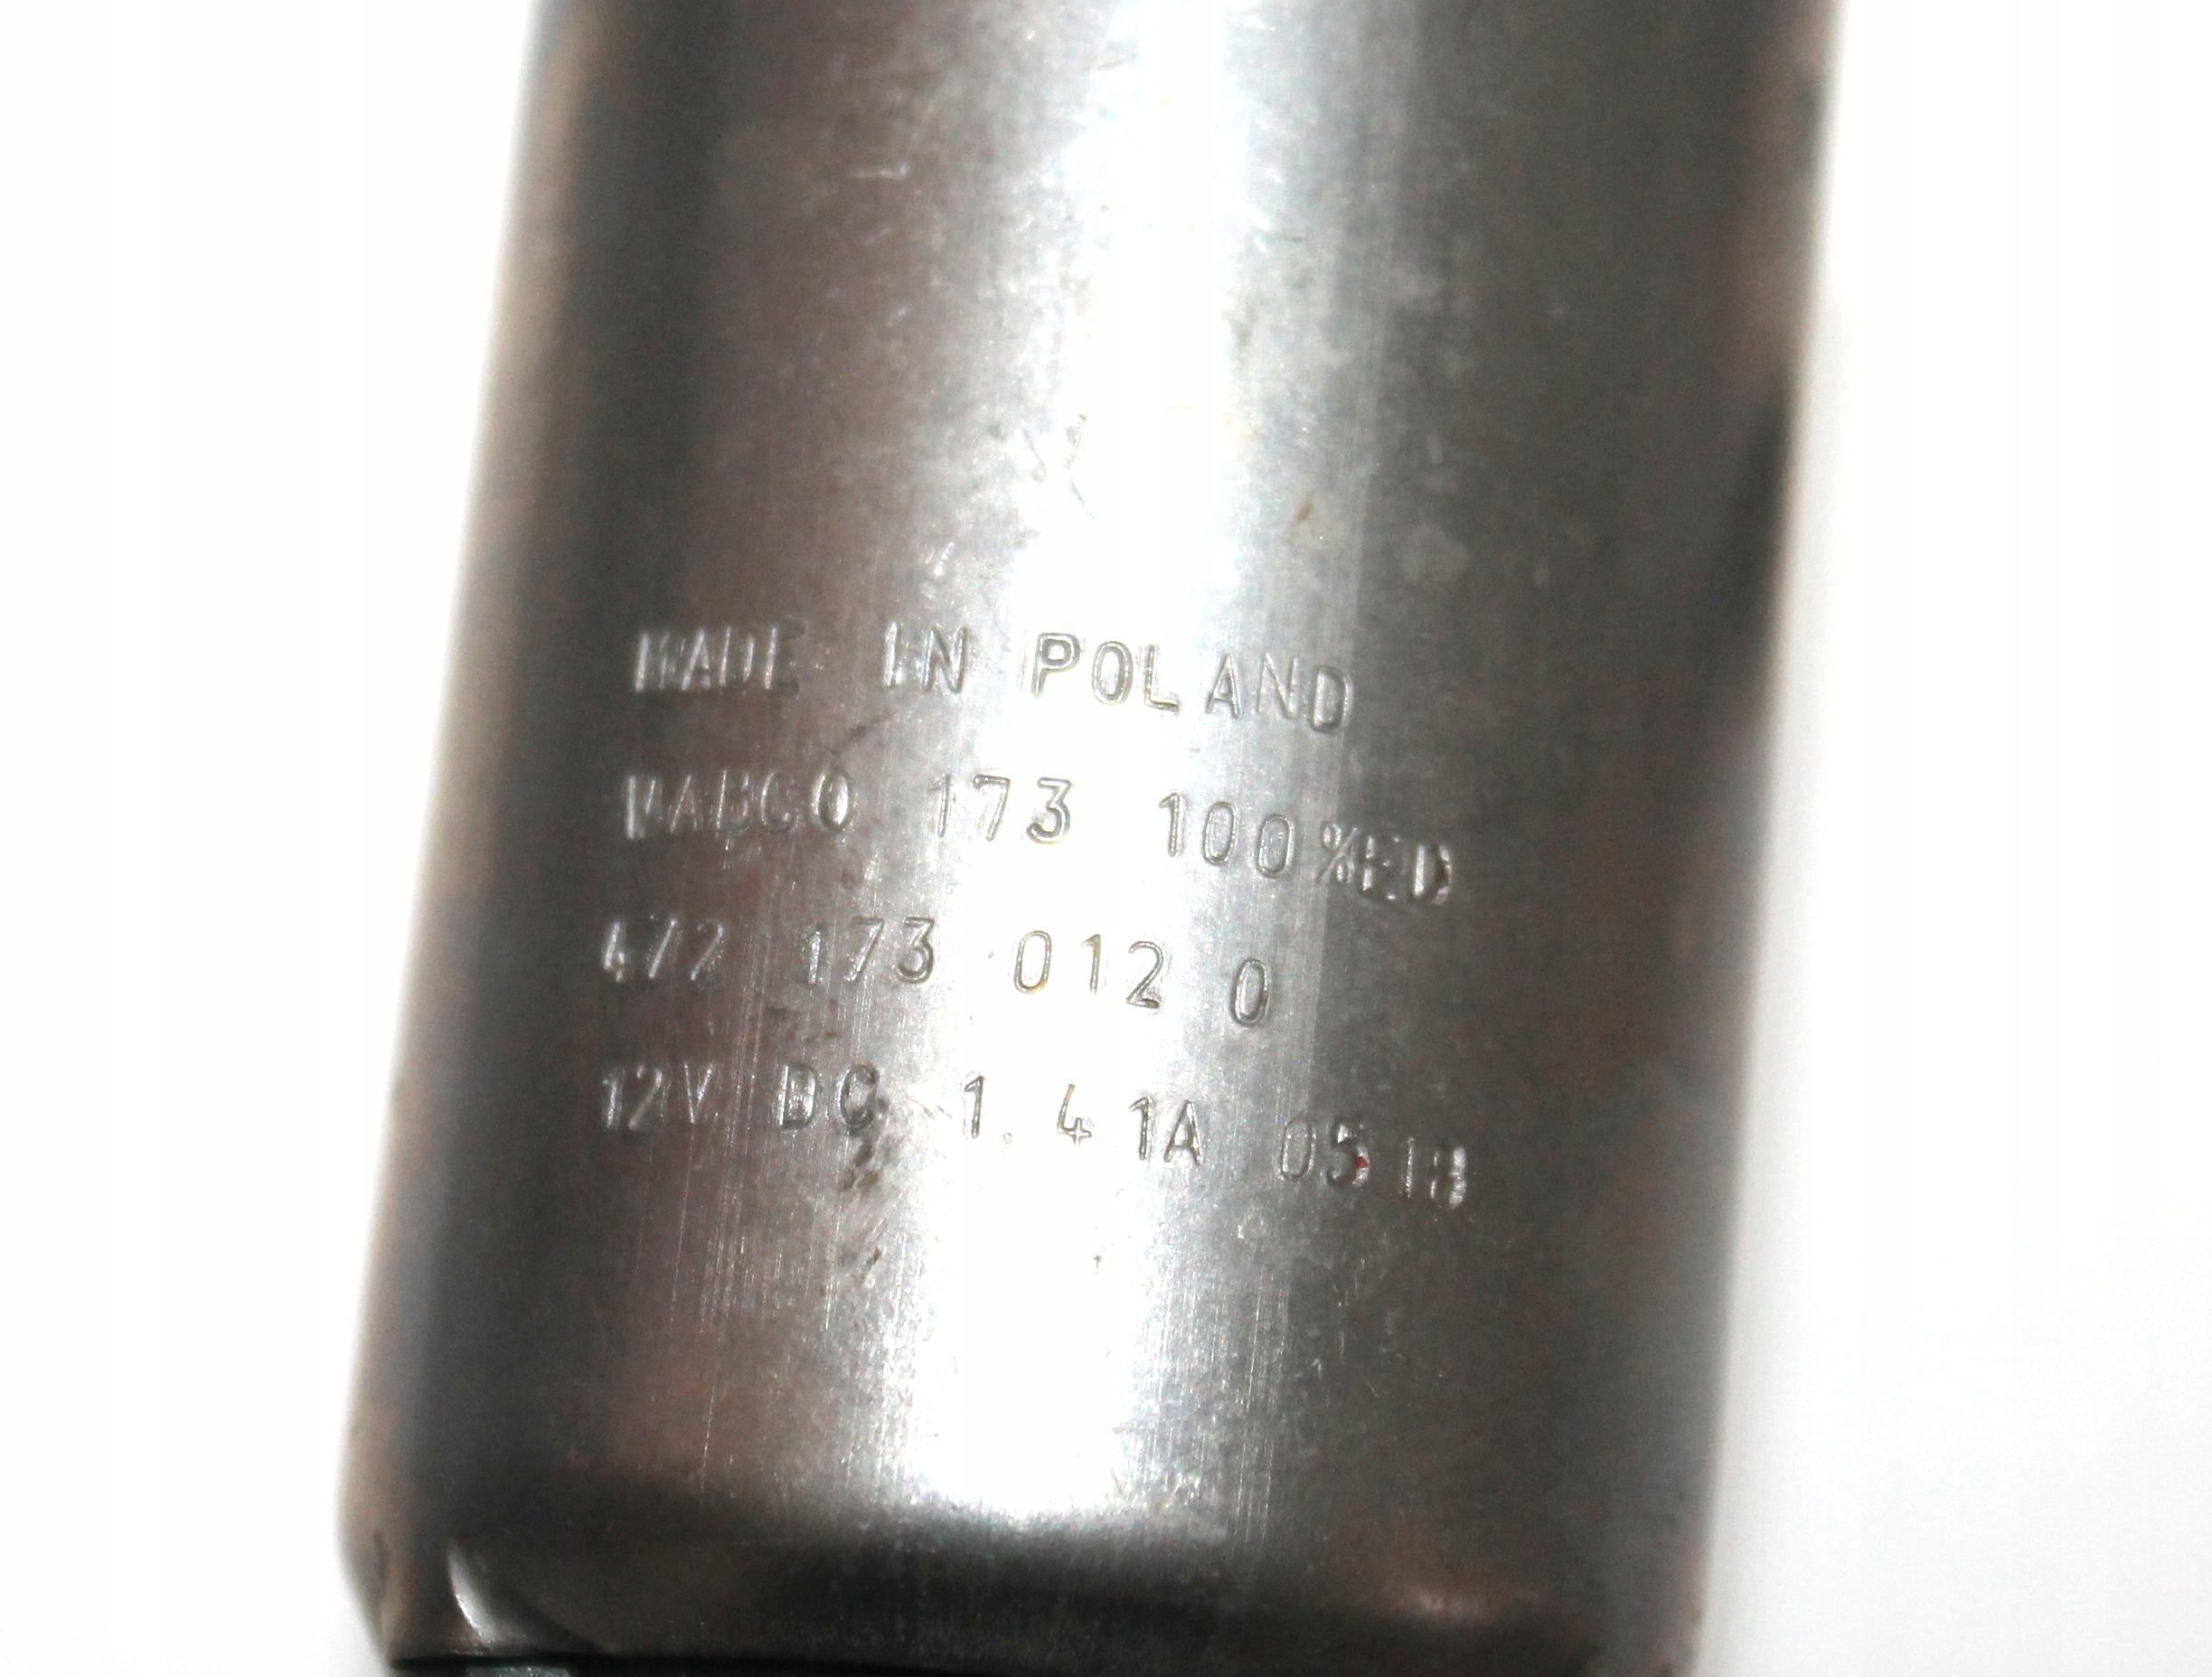 MADE IN POLAND
WABCO 173 100%ED
472 173 012 0
12V DC 1.41A 0518